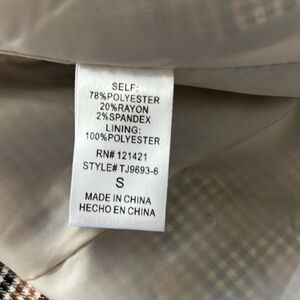 SELF:
78%POLYESTER
20%RAYON
2%SPANDEX
LINING:
100%POLYESTER
RN# 121421
STYLE# TJ9693-6
S
MADE IN CHINA
HECHO EN CHINA